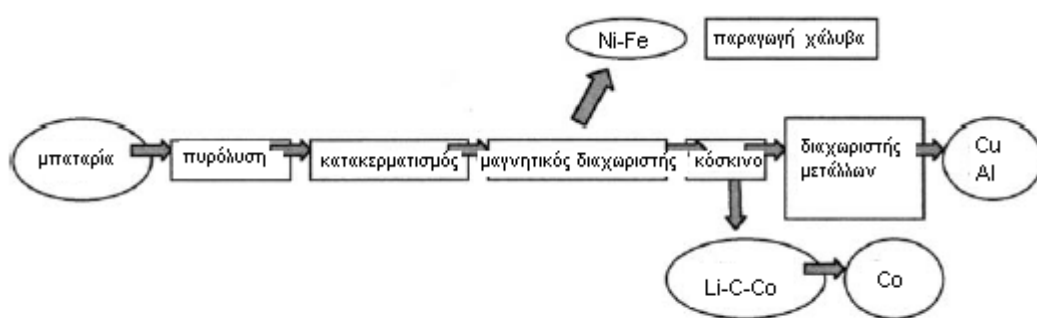 Ni-Fe
παραγωγή χάλυβα
μπαταρία
πυρόλυση
κατακερματισμός
μαγνητικός διαχωριστής
κόσκινο
διαχωριστής
μετάλλων
Cu
Al
Li-C-Co
Co